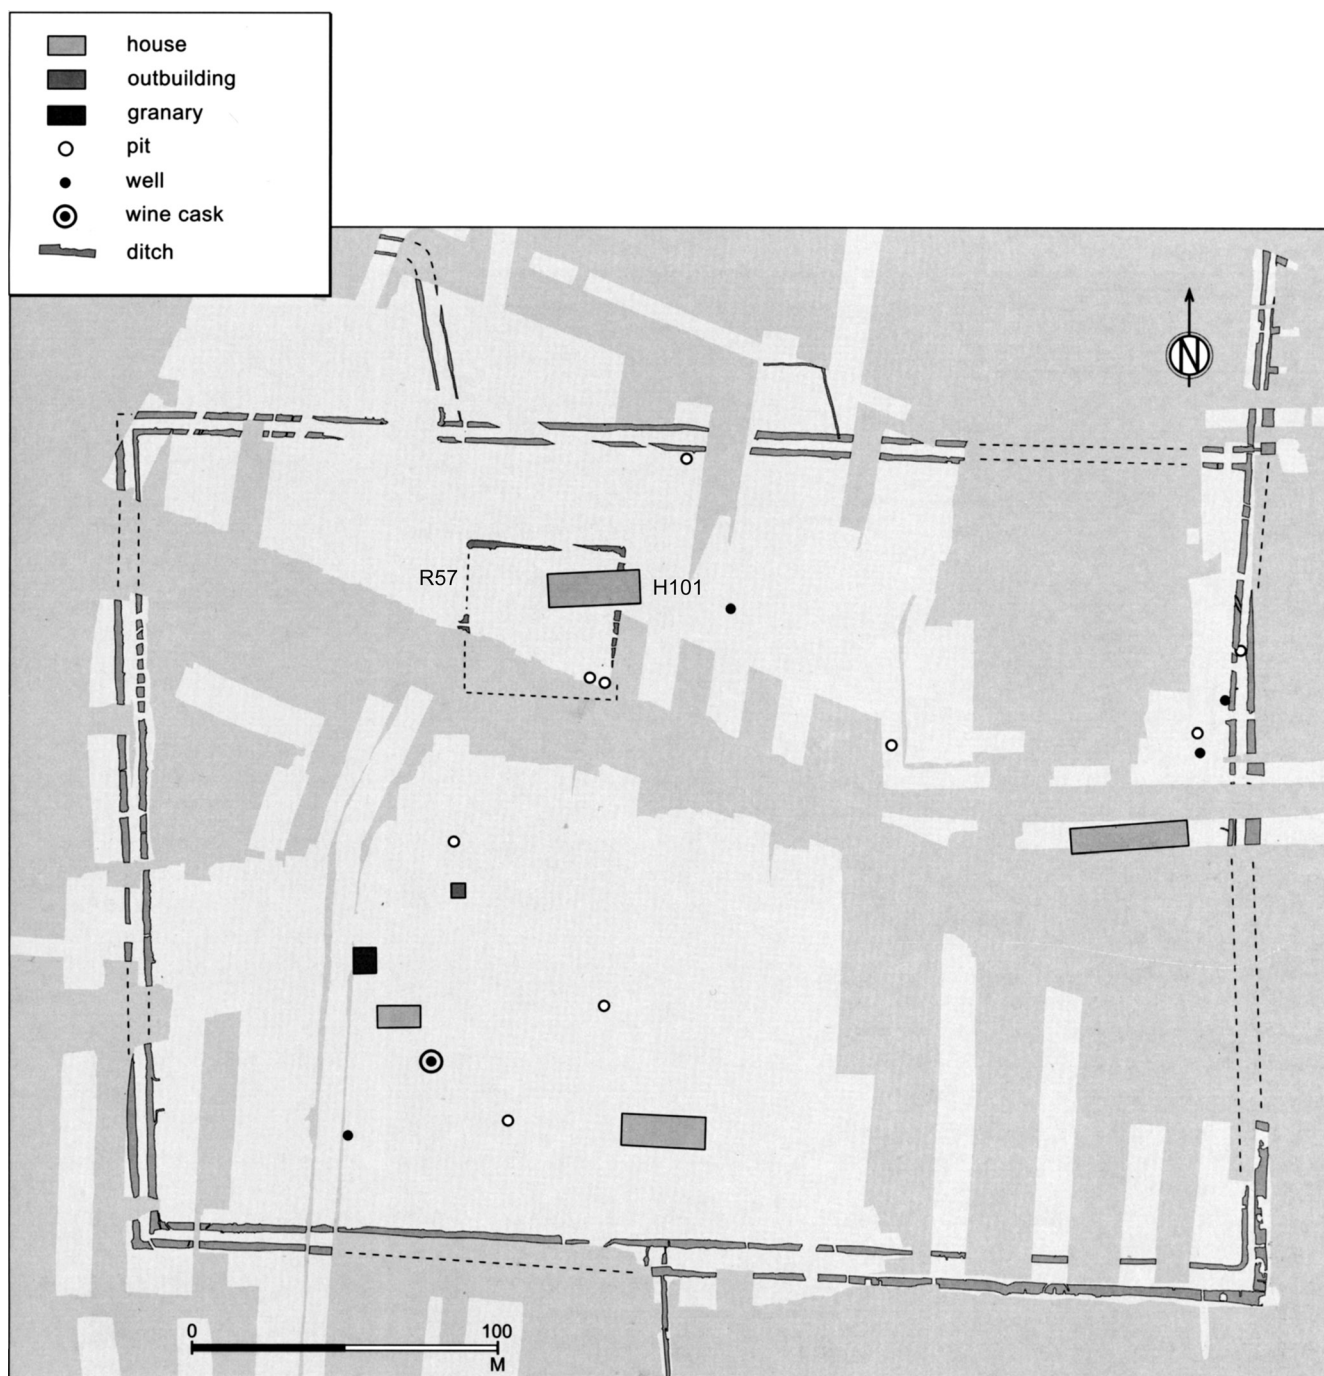 house
outbuilding
granary
pit
well
wine cask
ditch
N
R57
H101
0 100
M